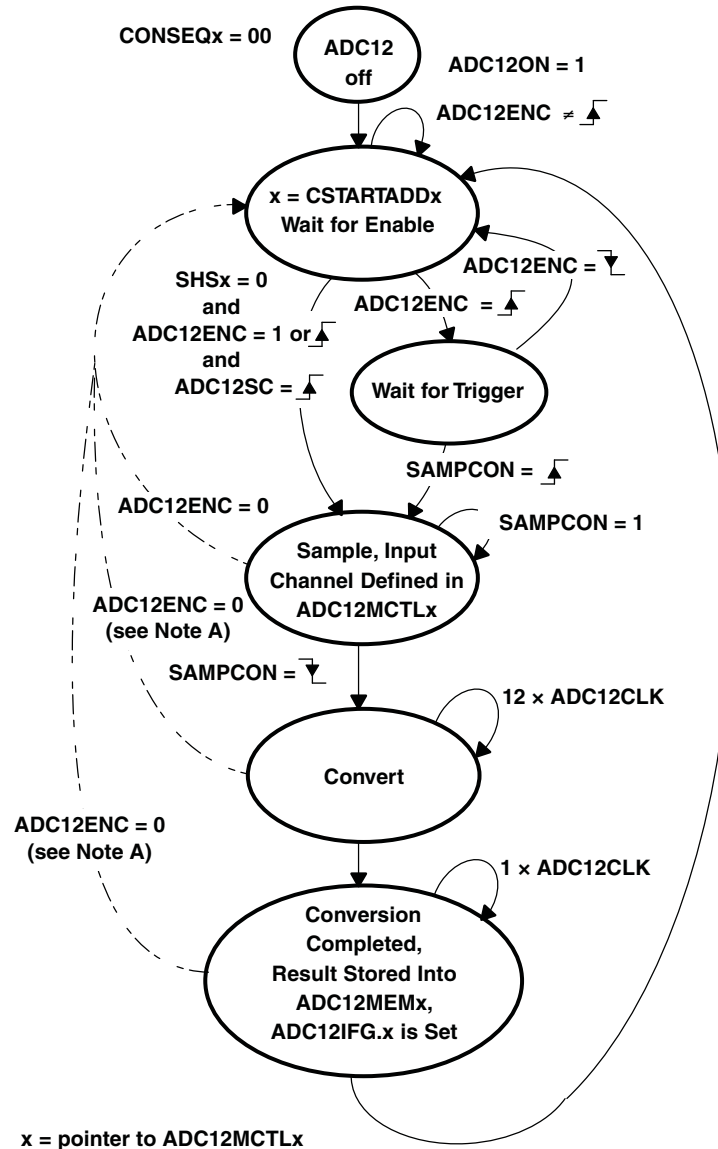 CONSEQx = 00
ADC12
off
ADC12ON = 1
ADC12ENC ≠
x = CSTARTADDx
Wait for Enable
SHSx = 0
and
ADC12ENC = 1 or
and
ADC12SC =
ADC12ENC =
ADC12ENC =
Wait for Trigger
SAMPCON =
ADC12ENC = 0
SAMPCON = 1
Sample, Input
Channel Defined in
ADC12MCTLx
ADC12ENC = 0
(see Note A)
SAMPCON =
12 × ADC12CLK
Convert
ADC12ENC = 0
(see Note A)
1 × ADC12CLK
Conversion
Completed,
Result Stored Into
ADC12MEMx,
ADC12IFG.x is Set
x = pointer to ADC12MCTLx